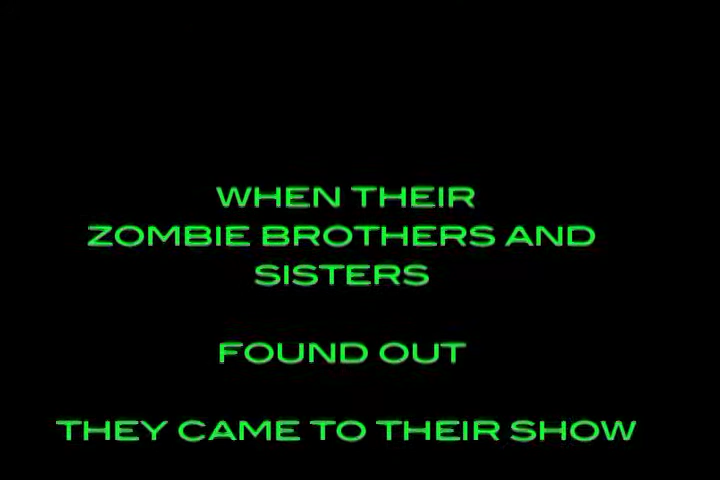 WHEN THEIR
ZOMBIE BROTHERS AND
SISTERS
FOUND OUT
THEY CAME TO THEIR SHOW